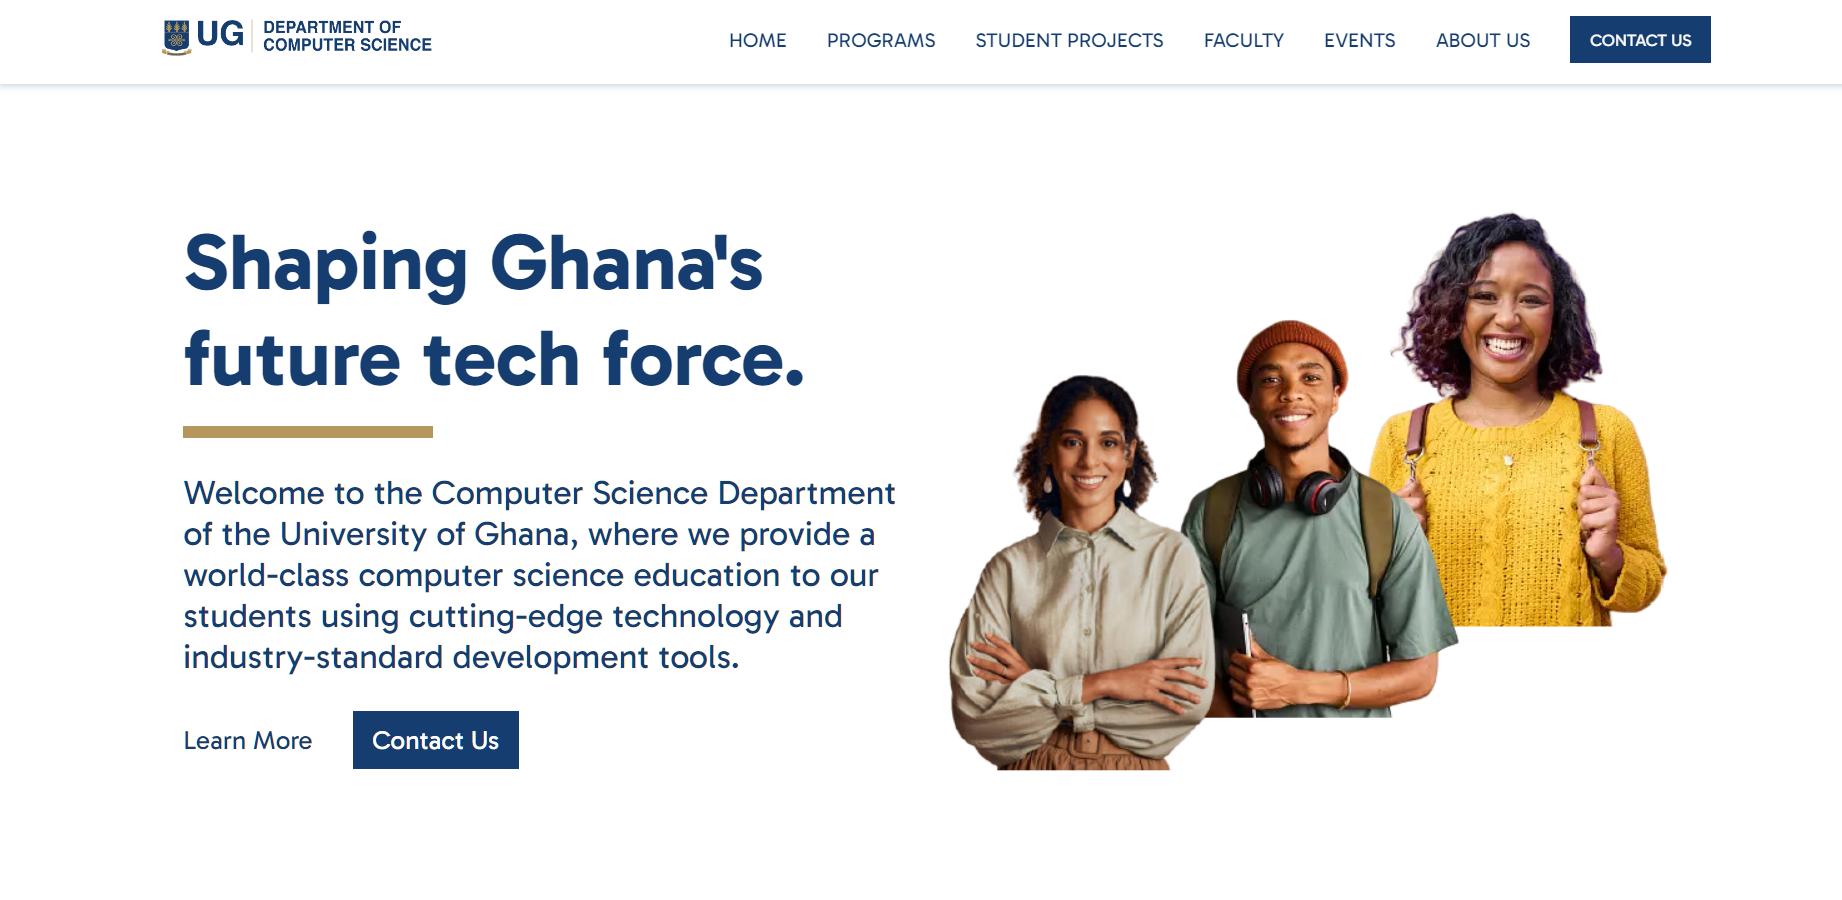 UG
DEPARTMENT OF
COMPUTER SCIENCE
HOME
PROGRAMS
STUDENT PROJECTS
FACULTY
EVENTS
ABOUT US
CONTACT US
Shaping Ghana's
future tech force.
Welcome to the Computer Science Department
of the University of Ghana, where we provide a
world-class computer science education to our
students using cutting-edge technology and
industry-standard development tools.
Learn More
Contact Us